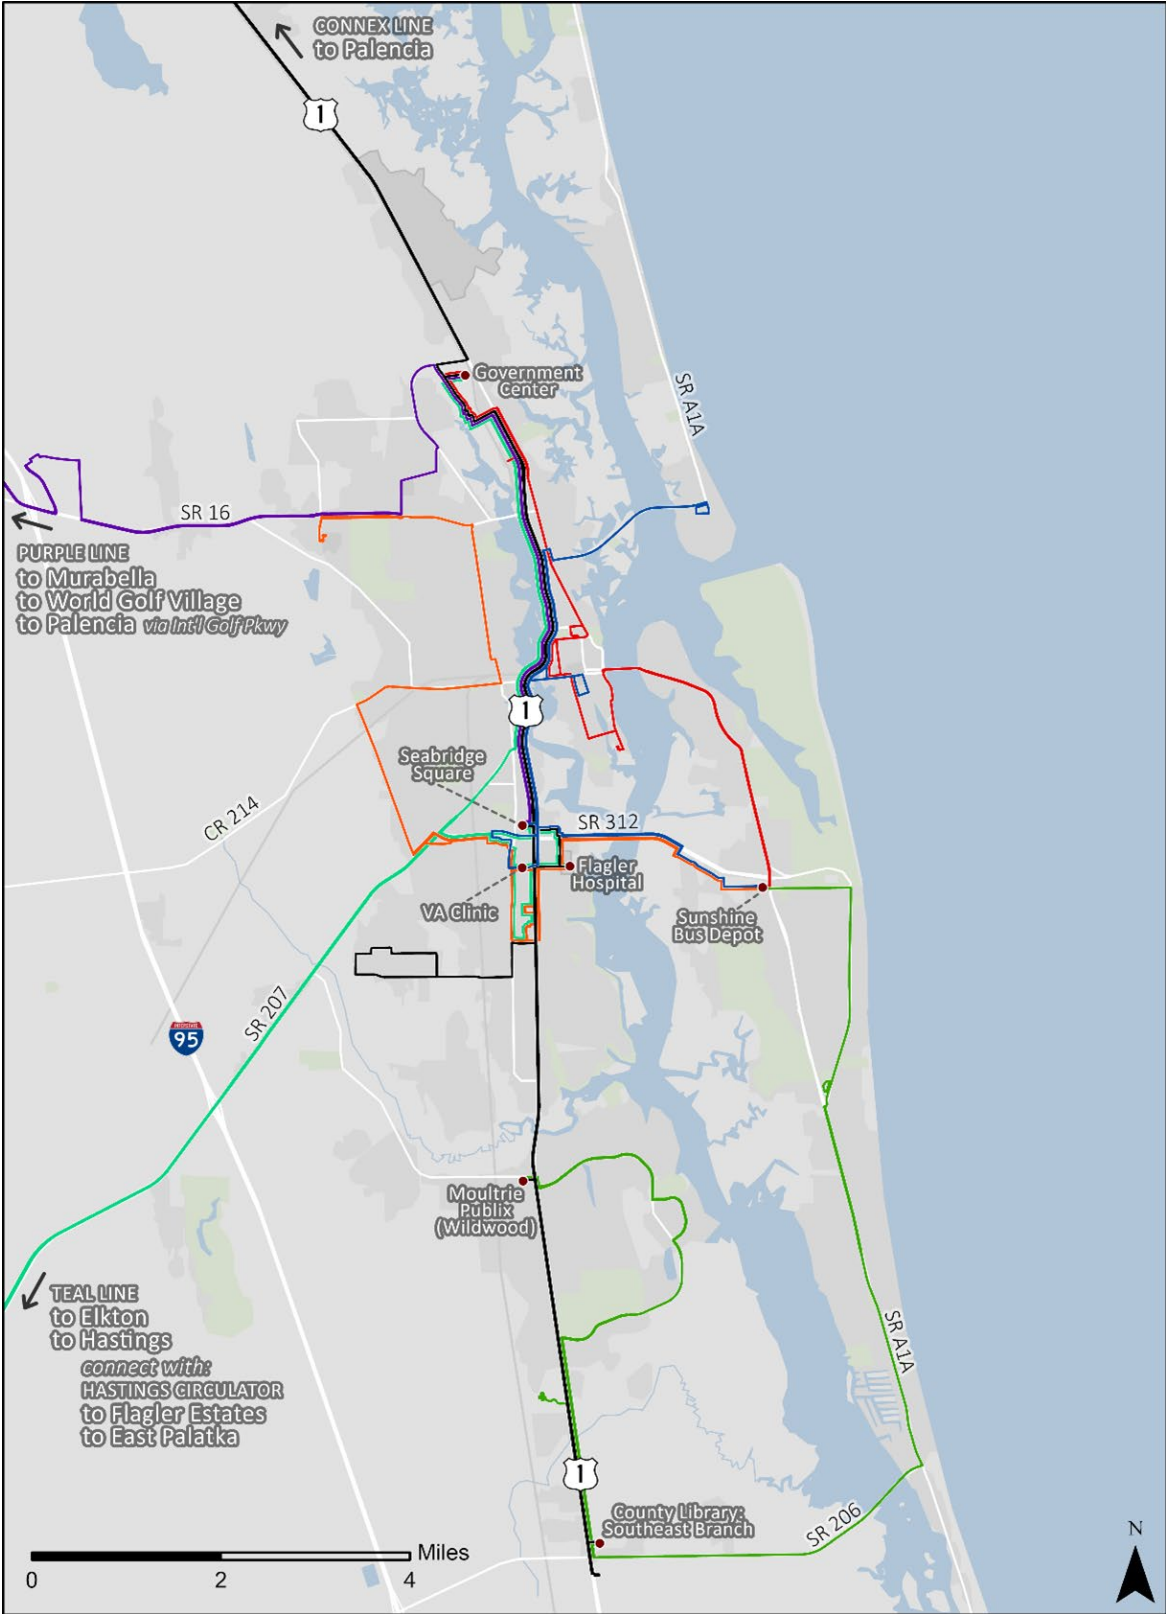 CONNEX LINE
to Palencia
1
Government
Center
SR A1A
SR 16
PURPLE LINE
to Murabella
to World Golf Village
to Palencia via Int'l Golf Pkwy
1
Seabridge
Square
SR 312
CR 214
Flagler
Hospital
VA Clinic
Sunshine
Bus Depot
SR 207
INTERSTATE
95
Moultrie
Publix
(Wildwood)
TEAL LINE
to Elkton
to Hastings
connect with:
HASTINGS CIRCULATOR
to Flagler Estates
to East Palatka
SR A1A
1
County Library:
Southeast Branch
SR 206
N
Miles
0 2 4